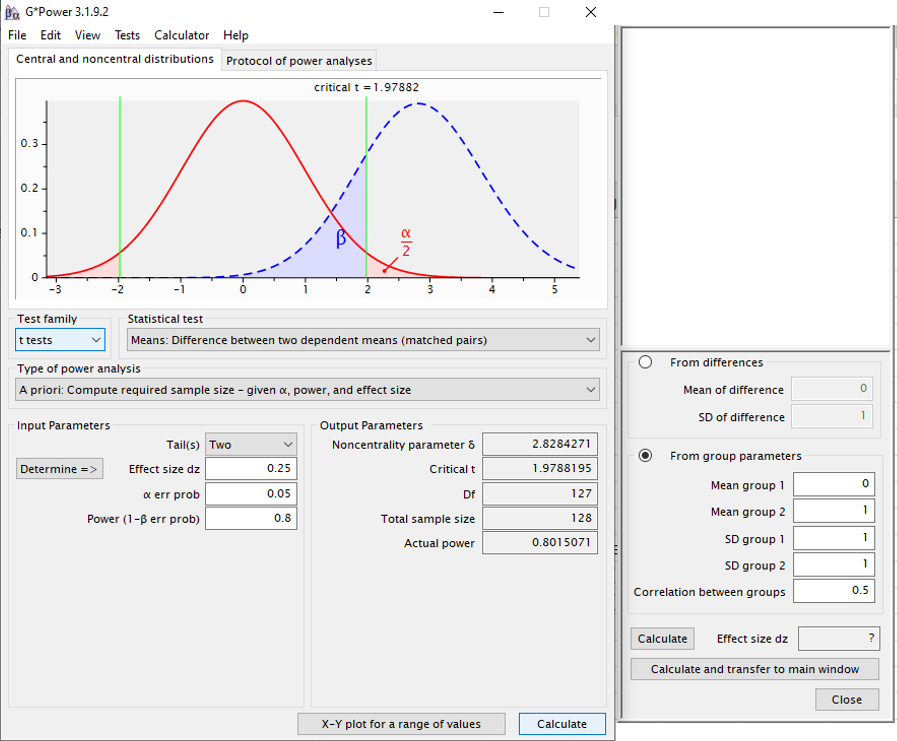 G*Power 3.1.9.2
File Edit View Tests Calculator Help
Central and noncentral distributions Protocol of power analyses
critical t = 1.97882
0.3
0.2
0.1
0
β
α
2
-3 -2 -1 0 1 2 3 4 5
Test family
t tests
Statistical test
Means: Difference between two dependent means (matched pairs)
Type of power analysis
A priori: Compute required sample size – given α, power, and effect size
Input Parameters
Tail(s) Two
Determine => Effect size dz 0.25
α err prob 0.05
Power (1-β err prob) 0.8
Output Parameters
Noncentrality parameter δ 2.8284271
Critical t 1.9788195
Df 127
Total sample size 128
Actual power 0.8015071
X-Y plot for a range of values Calculate
From differences
Mean of difference 0
SD of difference 1
From group parameters
Mean group 1 0
Mean group 2 1
SD group 1 1
SD group 2 1
Correlation between groups 0.5
Calculate Effect size dz ?
Calculate and transfer to main window
Close